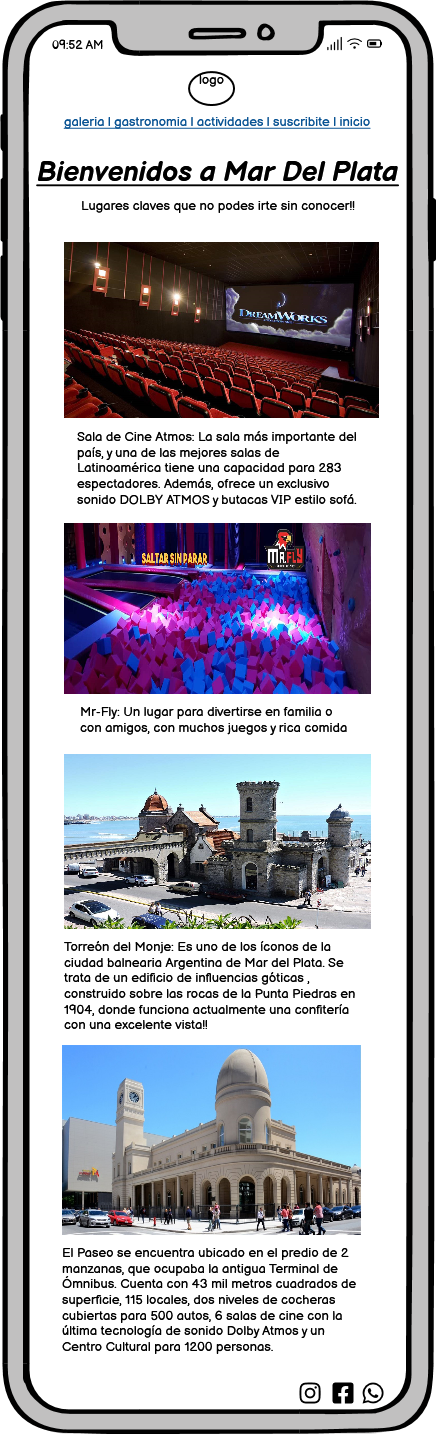 09:52 AM
logo
galeria | gastronomia | actividades | suscribite | inicio
Bienvenidos a Mar Del Plata
Lugares claves que no podes irte sin conocer!!
DREAMWORKS
Sala de Cine Atmos: La sala más importante del
país, y una de las mejores salas de
Latinoamérica tiene una capacidad para 283
espectadores. Además, ofrece un exclusivo
sonido DOLBY ATMOS y butacas VIP estilo sofá.
SALTAR SIN PARAR
MR.FLY
Mr-Fly: Un lugar para divertirse en familia o
con amigos, con muchos juegos y rica comida
Torreón del Monje: Es uno de los íconos de la
ciudad balnearia Argentina de Mar del Plata. Se
trata de un edificio de influencias góticas ,
construido sobre las rocas de la Punta Piedras en
1904, donde funciona actualmente una confitería
con una excelente vista!!
El Paseo se encuentra ubicado en el predio de 2
manzanas, que ocupaba la antigua Terminal de
Ómnibus. Cuenta con 43 mil metros cuadrados de
superficie, 115 locales, dos niveles de cocheras
cubiertas para 500 autos, 6 salas de cine con la
última tecnología de sonido Dolby Atmos y un
Centro Cultural para 1200 personas.